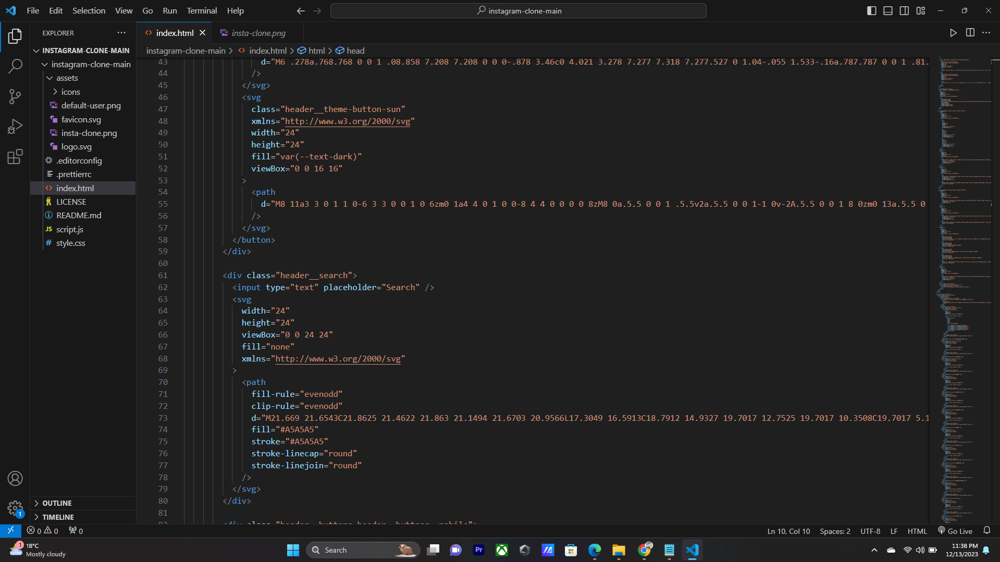 File Edit Selection View Go Run Terminal Help
instagram-clone-main
EXPLORER
INSTAGRAM-CLONE-MAIN
instagram-clone-main
assets
icons
default-user.png
favicon.svg
insta-clone.png
logo.svg
.editorconfig
.prettierrc
index.html
LICENSE
README.md
JS script.js
# style.css
OUTLINE
TIMELINE
1
index.html
insta-clone.png
instagram-clone-main > index.html > html > head
43 d="M6 .278a.768.768 0 0 1 .08.858 7.208 7.208 0 0 0-.878 3.46c0 4.021 3.278 7.277 7.318 7.277.527 0 1.04-.055 1.533-.16a.787.787 0 0 1 .81.
44 />
45 </svg>
46 <svg
47 class="header__theme-button-sun"
48 xmlns="http://www.w3.org/2000/svg"
49 width="24"
50 height="24"
51 fill="var(--text-dark)"
52 viewBox="0 0 16 16"
53 >
54 <path
55 d="M8 11a3 3 0 1 1 0-6 3 3 0 0 1 0 6zm0 1a4 4 0 1 0 0-8 4 4 0 0 0 0 8zM8 0a.5.5 0 0 1 .5.5v2a.5.5 0 0 1-1 0v-2A.5.5 0 0 1 8 0zm0 13a.5.5 0
56 />
57 </svg>
58 </button>
59 </div>
60
61 <div class="header__search">
62 <input type="text" placeholder="Search" />
63 <svg
64 width="24"
65 height="24"
66 viewBox="0 0 24 24"
67 fill="none"
68 xmlns="http://www.w3.org/2000/svg"
69 >
70 <path
71 fill-rule="evenodd"
72 clip-rule="evenodd"
73 d="M21.669 21.6543C21.8625 21.4622 21.863 21.1494 21.6703 20.9566L17.3049 16.5913C18.7912 14.9327 19.7017 12.7525 19.7017 10.3508C19.7017 5.1
74 fill="#A5A5A5"
75 stroke="#A5A5A5"
76 stroke-linecap="round"
77 stroke-linejoin="round"
78 />
79 </svg>
80 </div>
81
0 0 0
Ln 10, Col 10 Spaces: 2 UTF-8 LF HTML Go Live
1
18°C
Mostly cloudy
Search
Pr
11:38 PM
12/13/2023